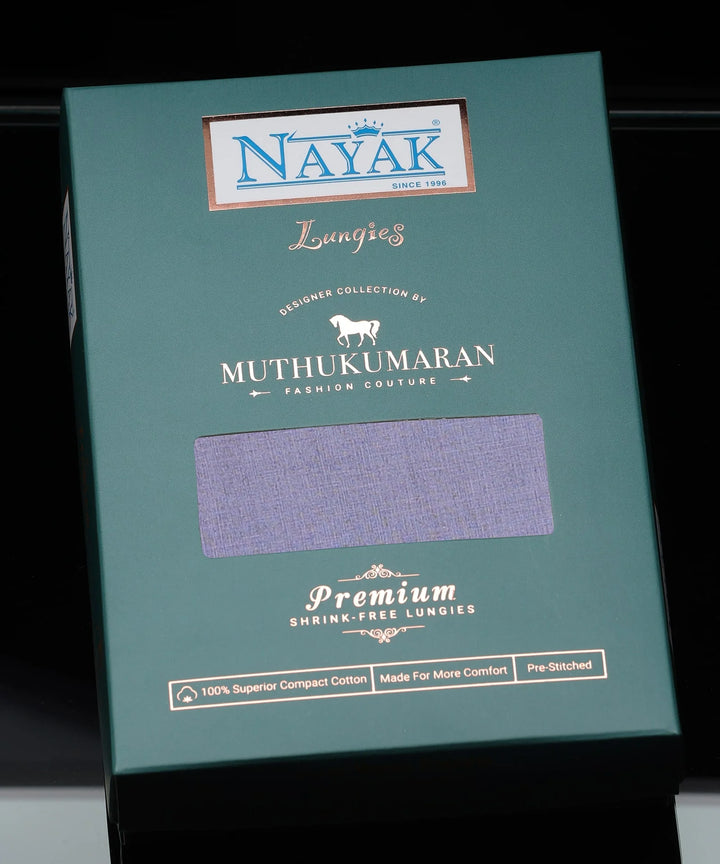 NAYAK®
SINCE 1996
Lungies
DESIGNER COLLECTION BY
MUTHUKUMARAN
FASHION COUTURE
Premium
SHRINK-FREE LUNGIES
100% Superior Compact Cotton Made For More Comfort Pre-Stitched